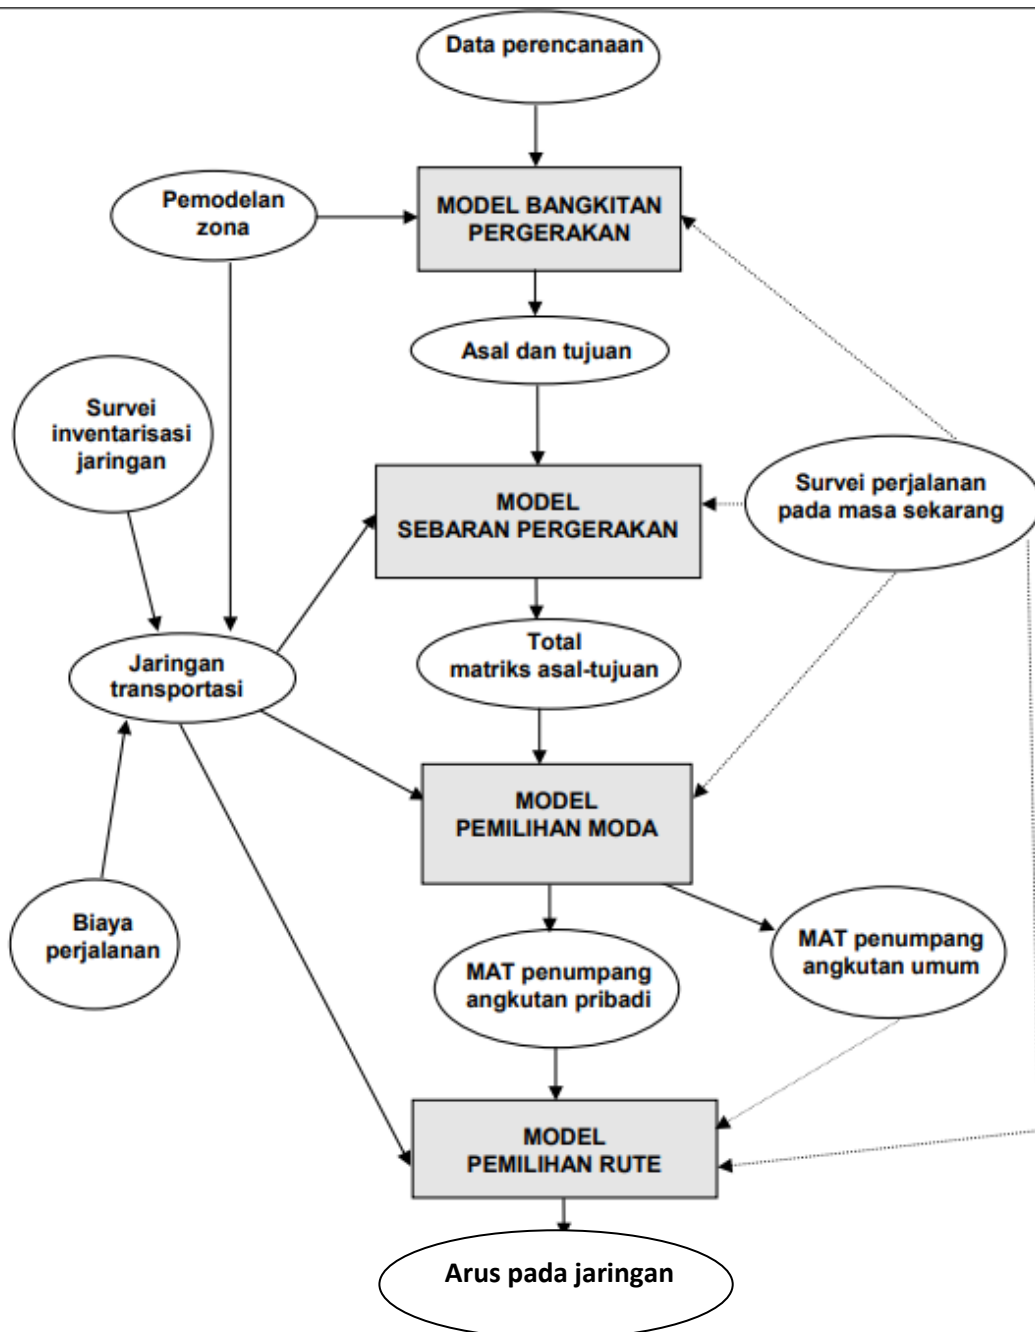 Data perencanaan
Pemodelan
zona
MODEL BANGKITAN
PERGERAKAN
Asal dan tujuan
Survei
inventarisasi
jaringan
MODEL
SEBARAN PERGERAKAN
Survei perjalanan
pada masa sekarang
Jaringan
transportasi
Total
matriks asal-tujuan
MODEL
PEMILIHAN MODA
Biaya
perjalanan
MAT penumpang
angkutan pribadi
MAT penumpang
angkutan umum
MODEL
PEMILIHAN RUTE
Arus pada jaringan